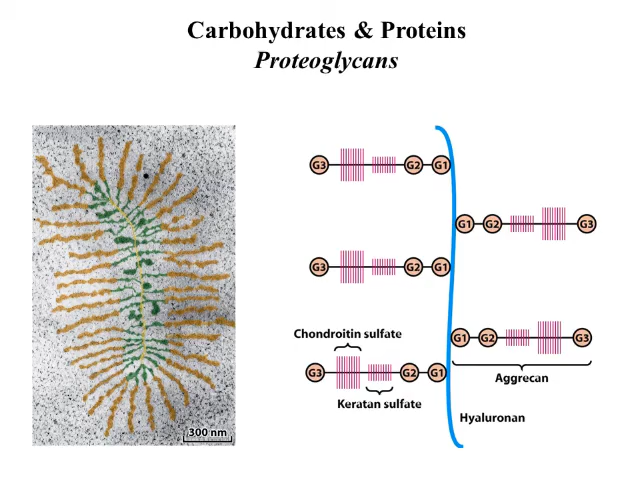 Carbohydrates & Proteins
Proteoglycans
G3 G2 G1
G1 G2 G3
G3 G2 G1
Chondroitin sulfate
G1 G2 G3
G3 G2 G1
Aggrecan
Keratan sulfate
Hyaluronan
300 nm